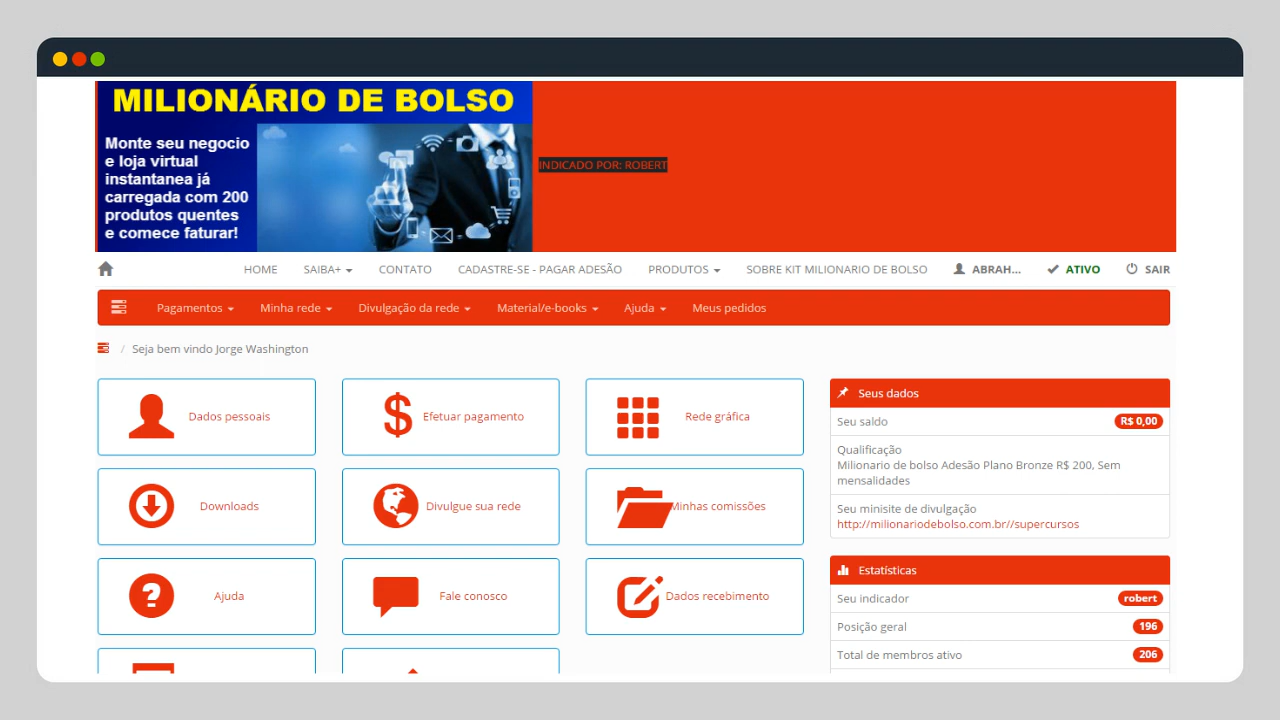 MILIONÁRIO DE BOLSO
Monte seu negocio
e loja virtual
instantanea já
carregada com 200
produtos quentes
e comece faturar!
INDICADO POR: ROBERT
HOME SAIBA+ CONTATO CADASTRE-SE - PAGAR ADESÃO PRODUTOS SOBRE KIT MILIONARIO DE BOLSO ABRAH... ATIVO SAIR
Pagamentos Minha rede Divulgação da rede Material/e-books Ajuda Meus pedidos
/ Seja bem vindo Jorge Washington
Dados pessoais
Efetuar pagamento
Rede gráfica
Downloads
Divulgue sua rede
Minhas comissões
Ajuda
Fale conosco
Dados recebimento
Seus dados
Seu saldo R$ 0,00
Qualificação
Milionario de bolso Adesão Plano Bronze R$ 200, Sem
mensalidades
Seu minisite de divulgação
http://milionariodebolso.com.br//supercursos
Estatísticas
Seu indicador robert
Posição geral 196
Total de membros ativo 206